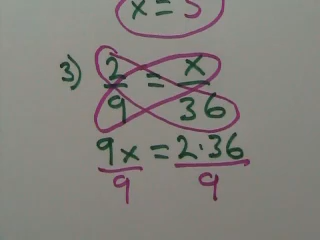 x = 5
3) 2/9 = x/36
9x/9 = 2·36/9